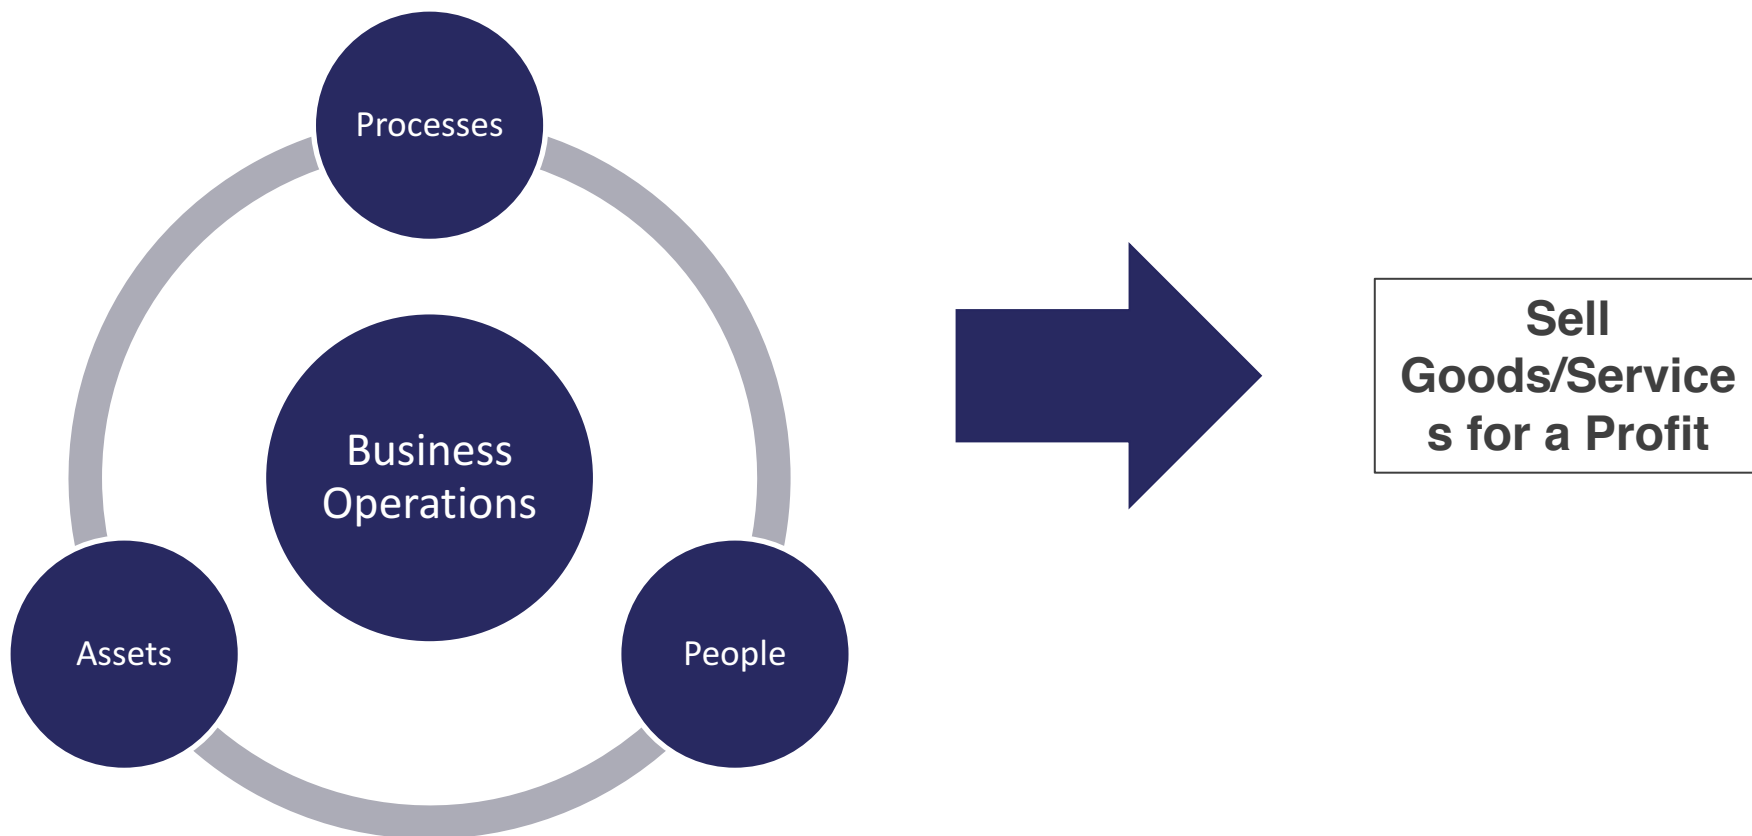 Processes
Business
Operations
Assets
People
Sell
Goods/Service
s for a Profit